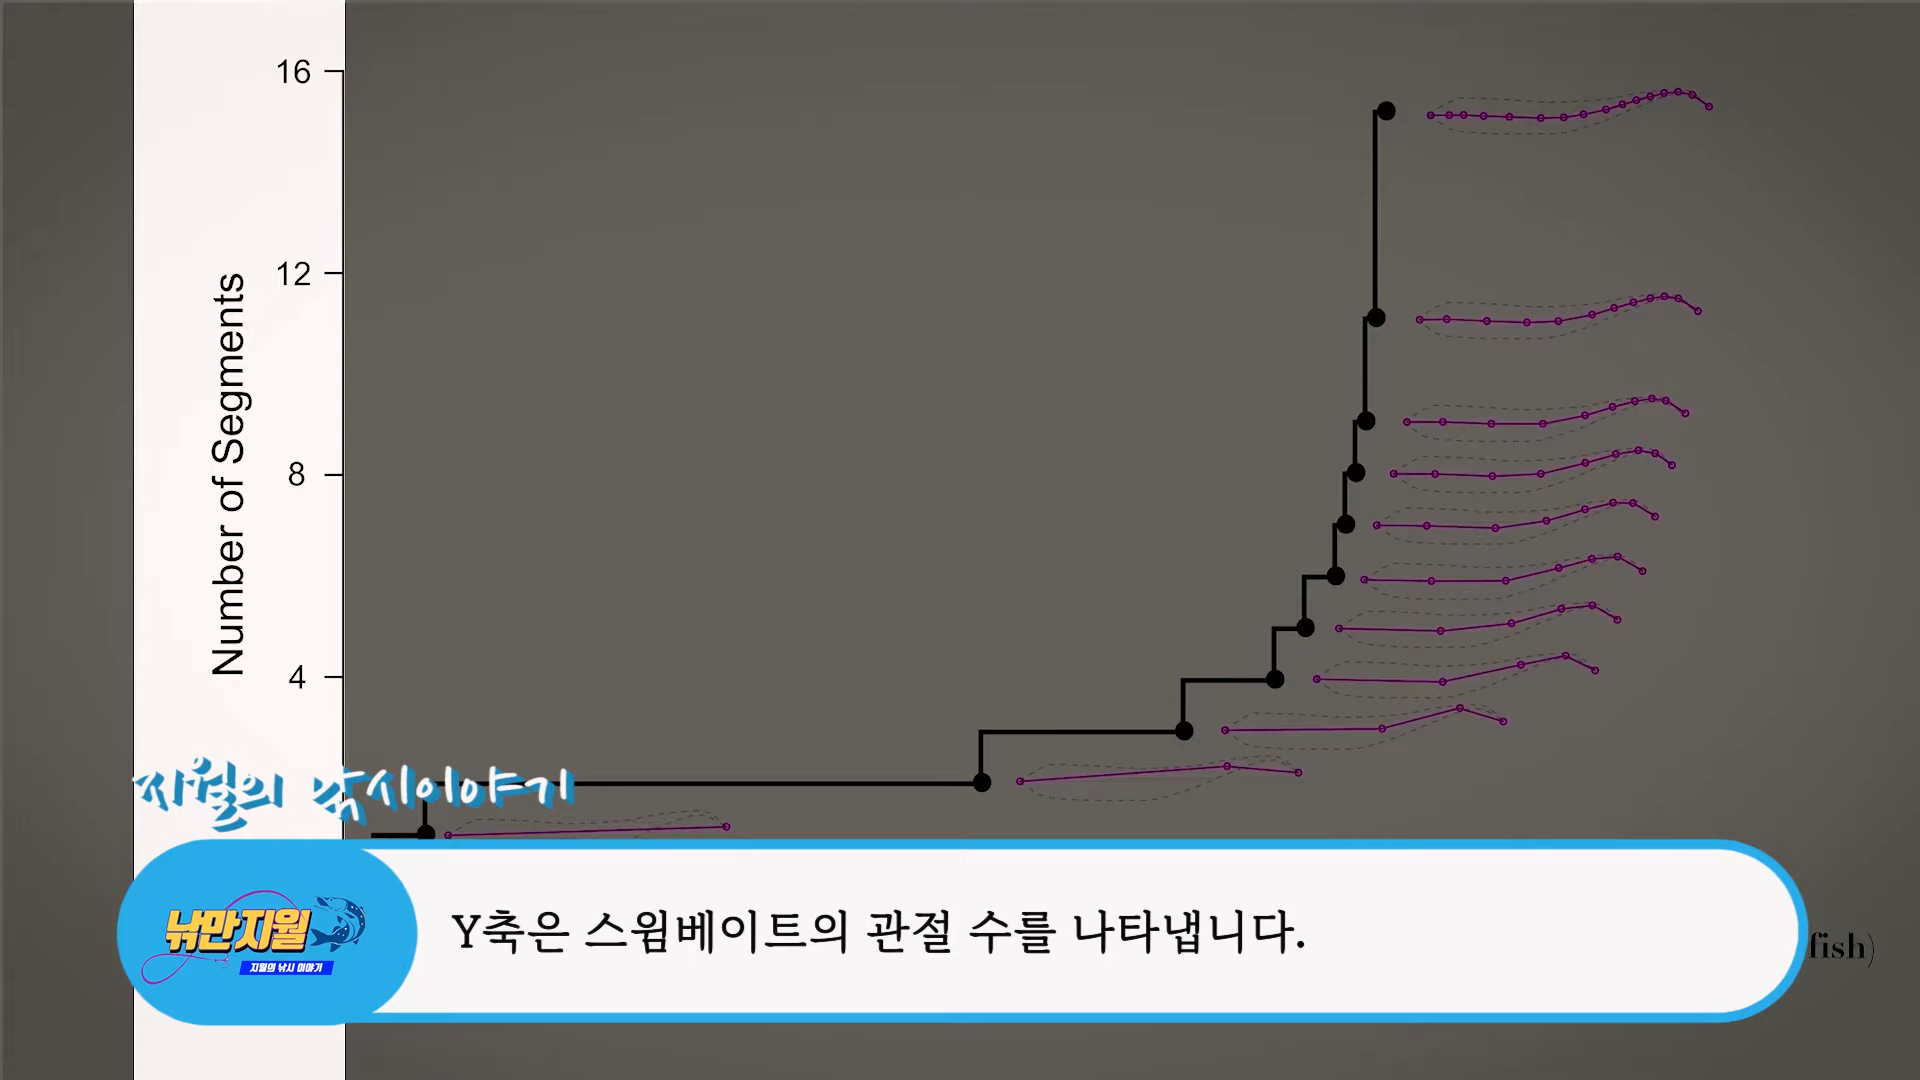 16
12
8
4
Number of Segments
지월의 낚시이야기
낚만지월
지월의 낚시 이야기
Y축은 스윔베이트의 관절 수를 나타냅니다.
fish)